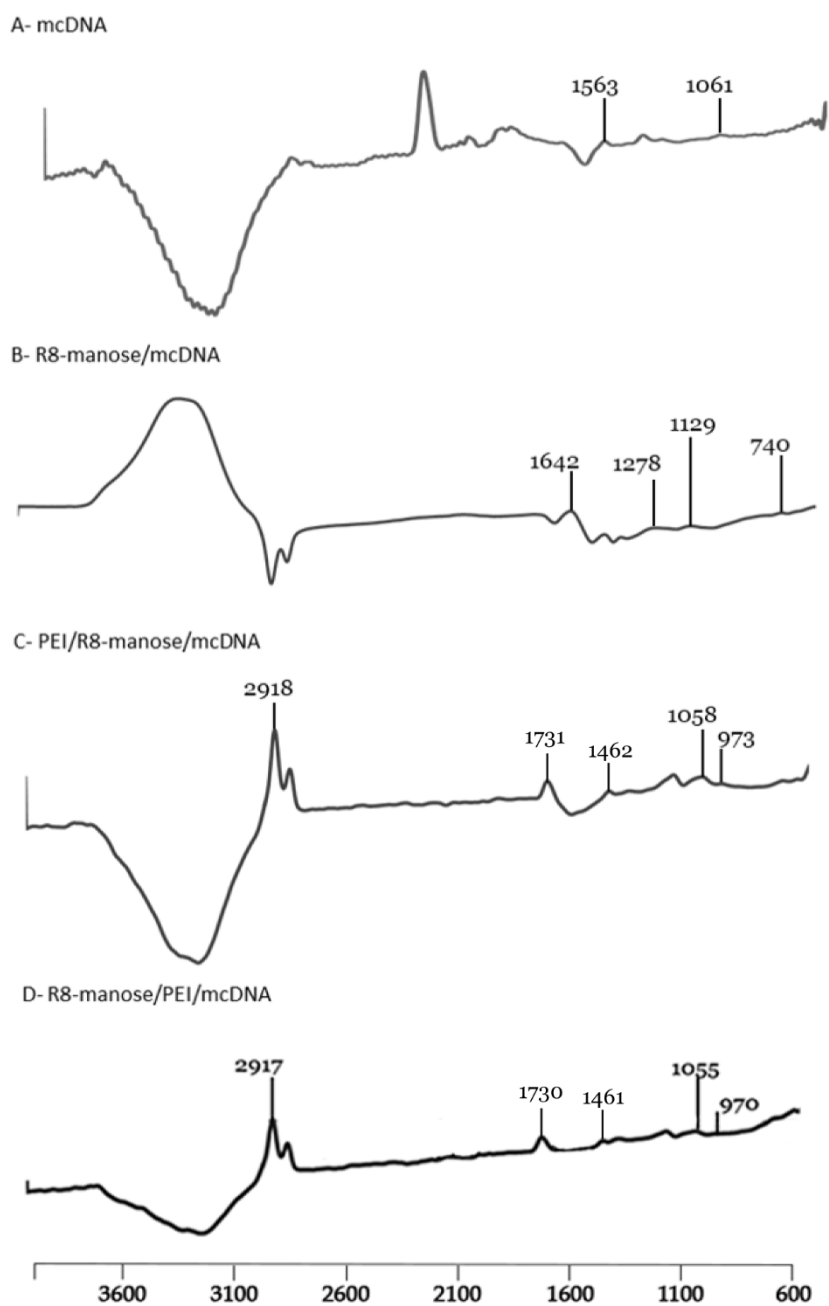 A- mcDNA
1563 1061
B- R8-manose/mcDNA
1642 1278 1129 740
C- PEI/R8-manose/mcDNA
2918 1731 1462 1058 973
D- R8-manose/PEI/mcDNA
2917 1730 1461 1055 970
3600 3100 2600 2100 1600 1100 600